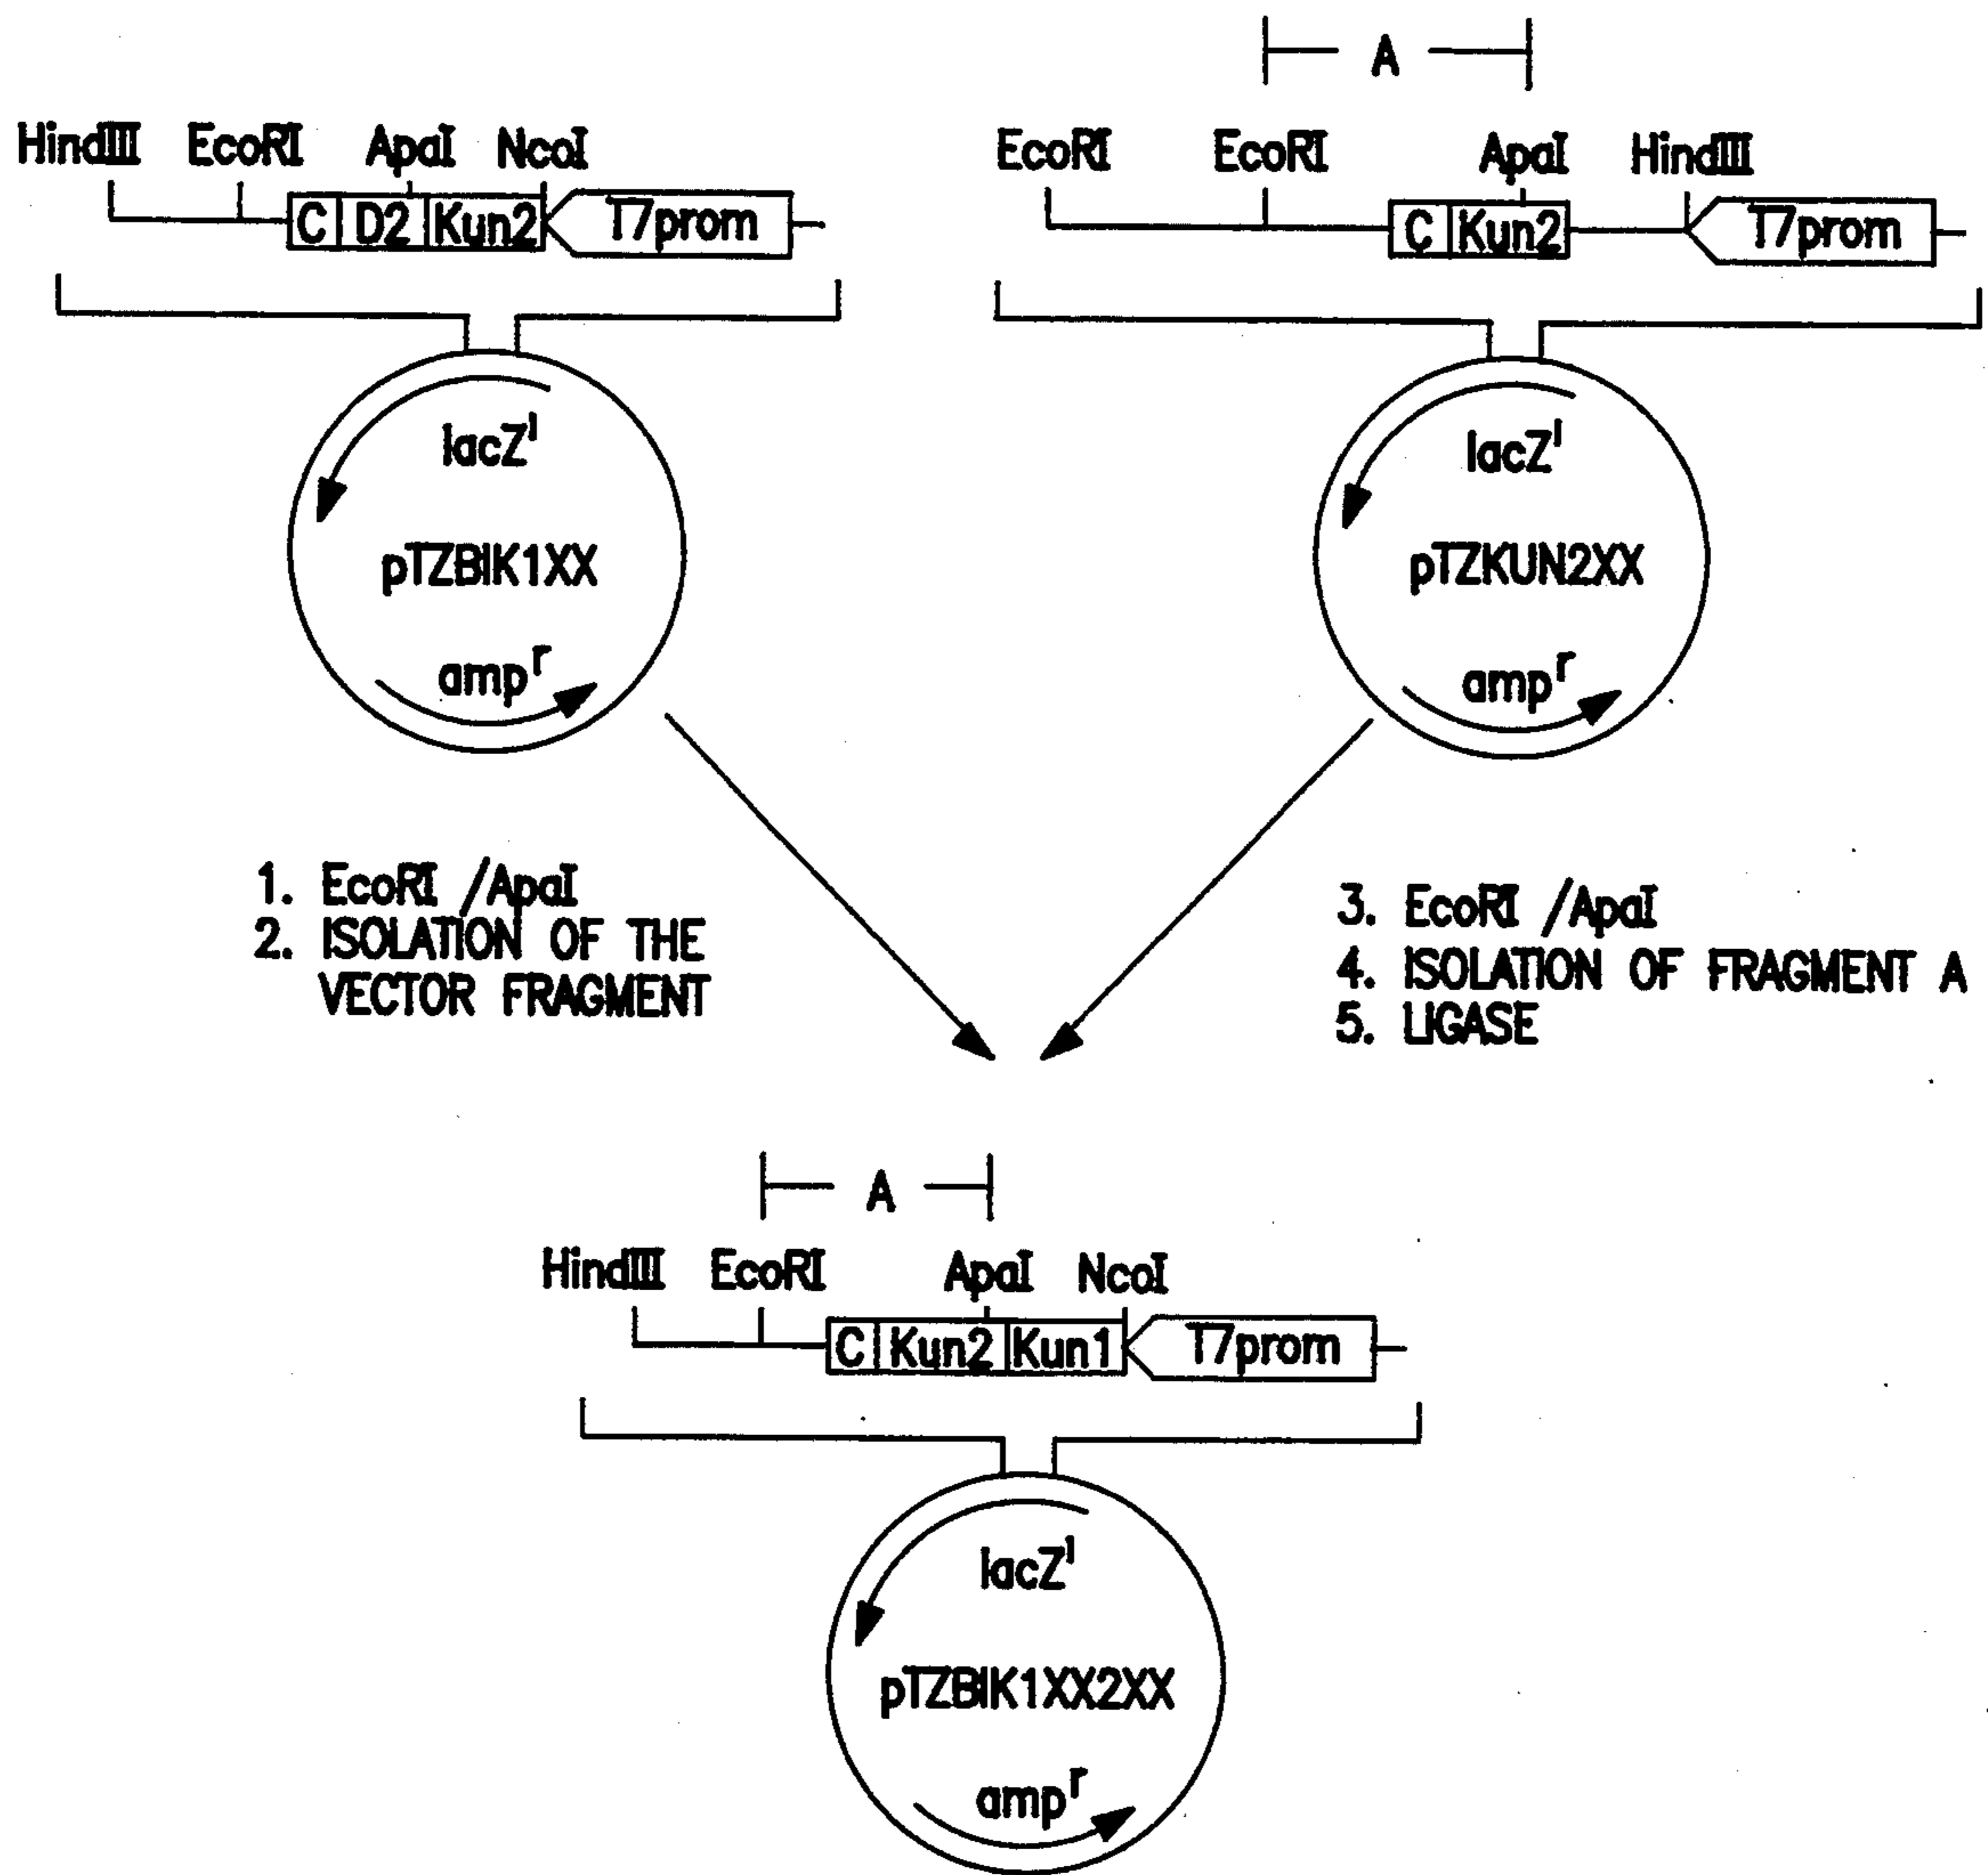 A
HindIII EcoRI ApaI NcoI
C D2 Kun2 T7prom
EcoRI EcoRI ApaI HindIII
C Kun2 T7prom
lacZ'
pTZBIK1XX
amp^r
lacZ'
pTZKUN2XX
amp^r
1. EcoRI /ApaI
2. ISOLATION OF THE
VECTOR FRAGMENT
3. EcoRI /ApaI
4. ISOLATION OF FRAGMENT A
5. LIGASE
A
HindIII EcoRI ApaI NcoI
C Kun2 Kun1 T7prom
lacZ'
pTZBIK1XX2XX
amp^r